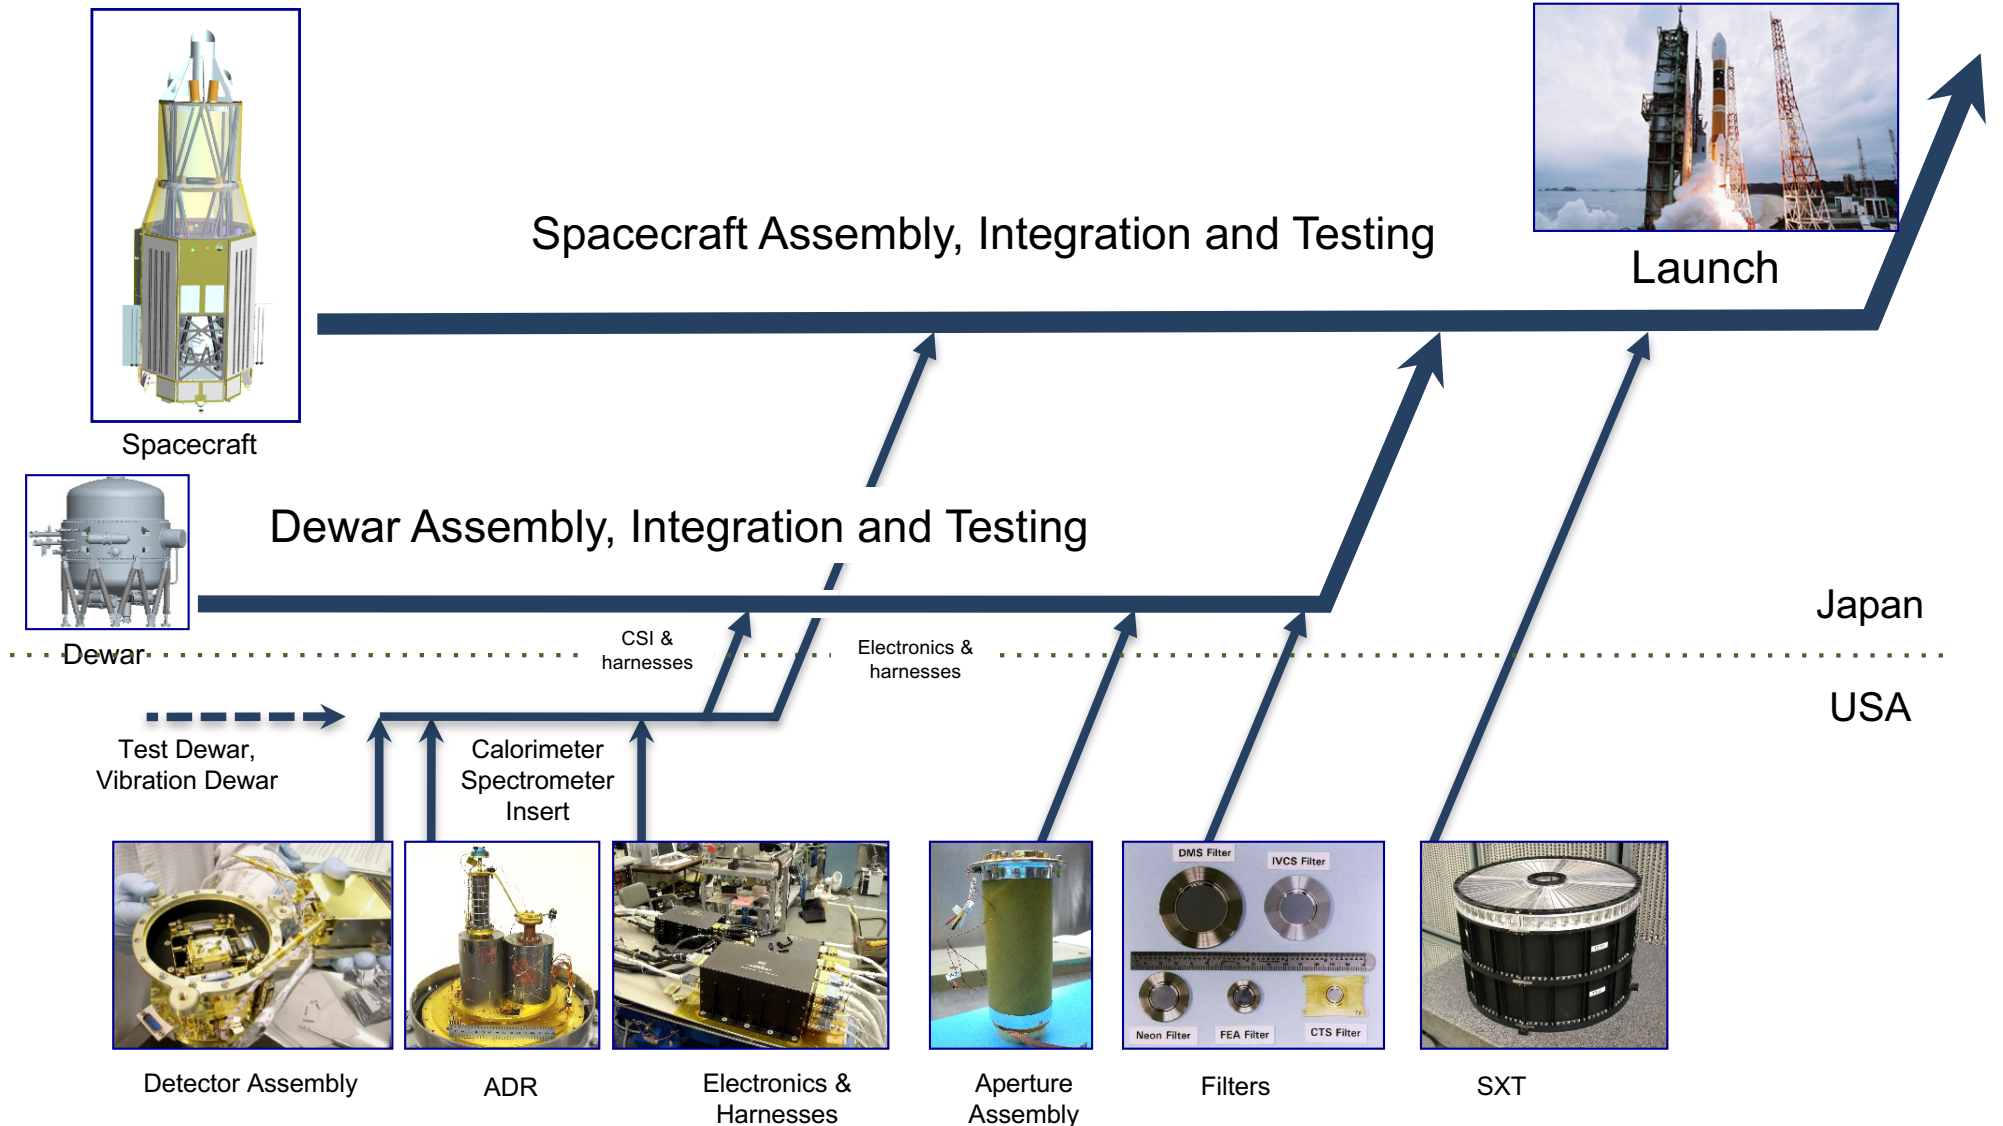 Spacecraft Assembly, Integration and Testing
Launch
Spacecraft
Dewar Assembly, Integration and Testing
Dewar
CSI &
harnesses
Electronics &
harnesses
Japan
USA
Test Dewar,
Vibration Dewar
Calorimeter
Spectrometer
Insert
DMS Filter
IVCS Filter
Neon Filter
FEA Filter
CTS Filter
Detector Assembly
ADR
Electronics &
Harnesses
Aperture
Assembly
Filters
SXT